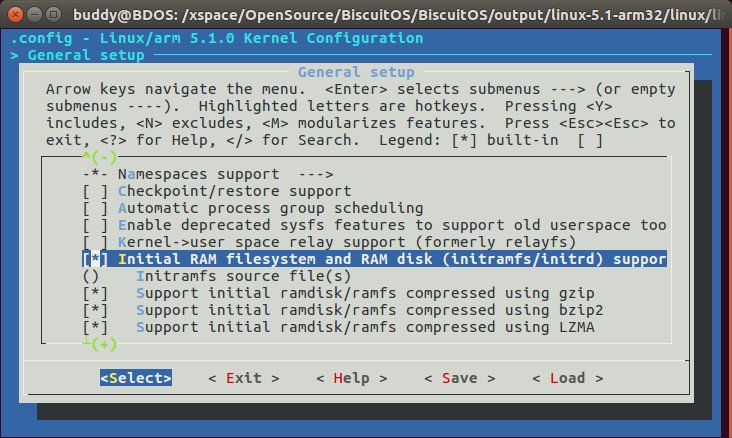 buddy@BDOS: /xspace/OpenSource/BiscuitOS/BiscuitOS/output/linux-5.1-arm32/linux/li
.config - Linux/arm 5.1.0 Kernel Configuration
> General setup
General setup
Arrow keys navigate the menu.  <Enter> selects submenus ---> (or empty
submenus ----).  Highlighted letters are hotkeys.  Pressing <Y>
includes, <N> excludes, <M> modularizes features.  Press <Esc><Esc> to
exit, <?> for Help, </> for Search.  Legend: [*] built-in  [ ]
^(-)
-*- Namespaces support  --->
[ ] Checkpoint/restore support
[ ] Automatic process group scheduling
[ ] Enable deprecated sysfs features to support old userspace too
[ ] Kernel->user space relay support (formerly relayfs)
[*] Initial RAM filesystem and RAM disk (initramfs/initrd) suppor
()    Initramfs source file(s)
[*]   Support initial ramdisk/ramfs compressed using gzip
[*]   Support initial ramdisk/ramfs compressed using bzip2
[*]   Support initial ramdisk/ramfs compressed using LZMA
(+)
<Select>    < Exit >    < Help >    < Save >    < Load >